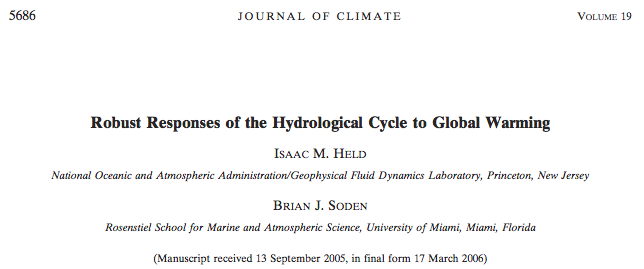 5686 JOURNAL OF CLIMATE VOLUME 19
Robust Responses of the Hydrological Cycle to Global Warming
ISAAC M. HELD
National Oceanic and Atmospheric Administration/Geophysical Fluid Dynamics Laboratory, Princeton, New Jersey
BRIAN J. SODEN
Rosenstiel School for Marine and Atmospheric Science, University of Miami, Miami, Florida
(Manuscript received 13 September 2005, in final form 17 March 2006)